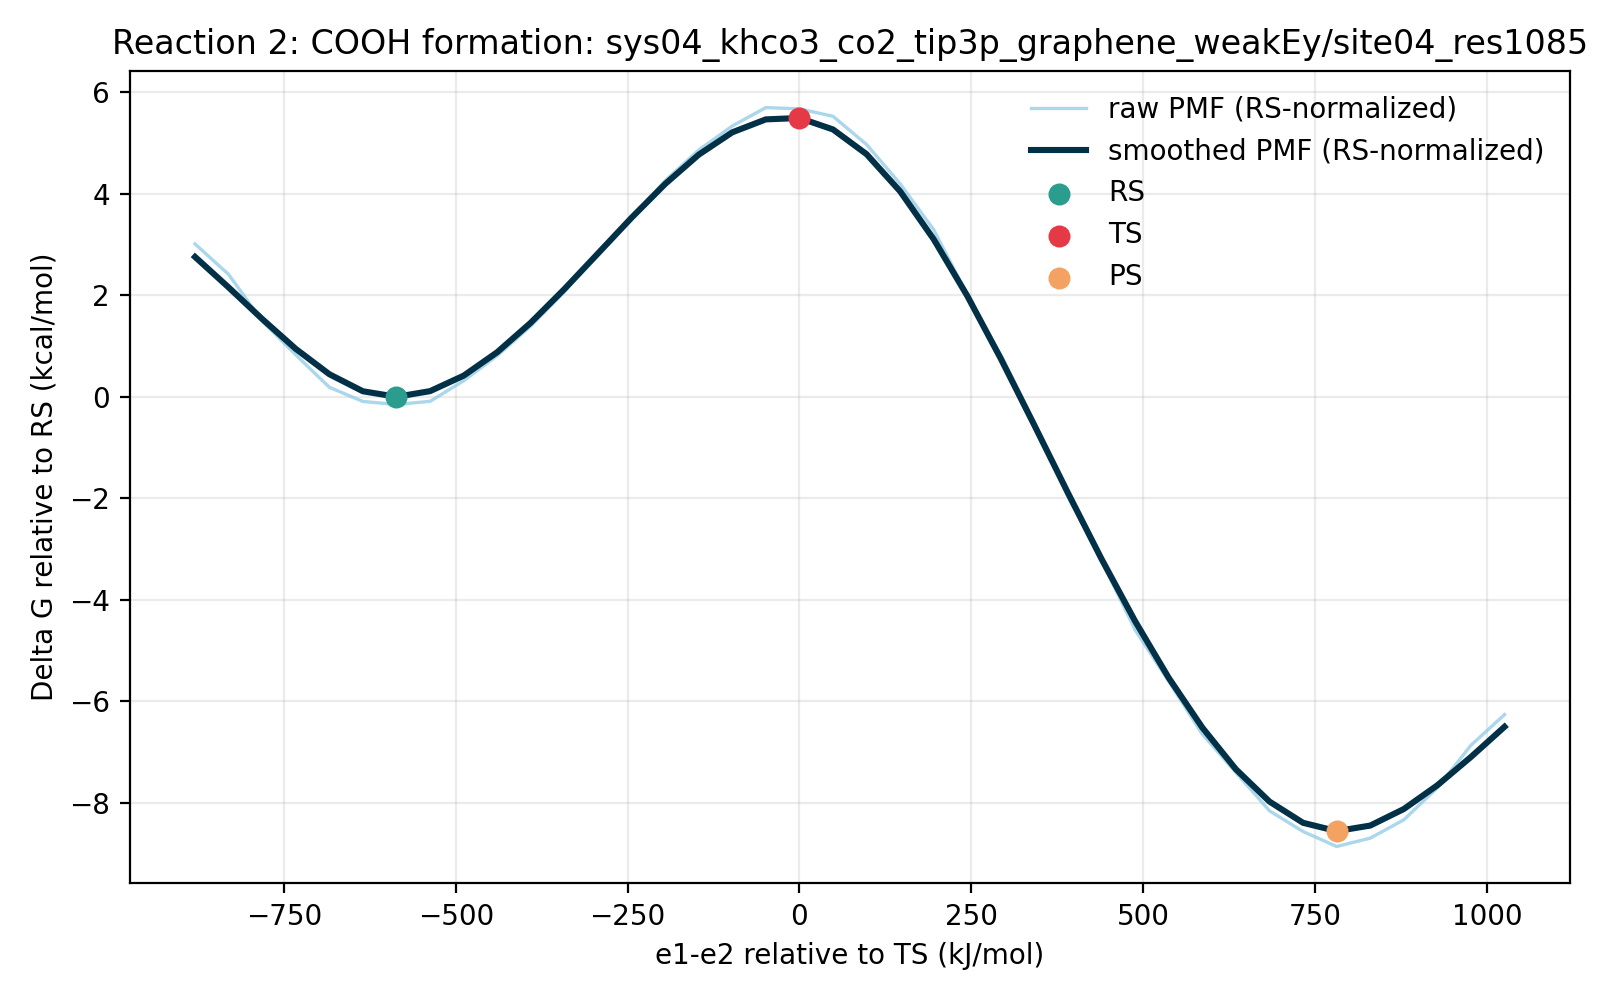 Reaction 2: COOH formation: sys04_khco3_co2_tip3p_graphene_weakEy/site04_res1085
raw PMF (RS-normalized)
smoothed PMF (RS-normalized)
RS
TS
PS
Delta G relative to RS (kcal/mol)
6
4
2
0
−2
−4
−6
−8
−750
−500
−250
0
250
500
750
1000
e1-e2 relative to TS (kJ/mol)